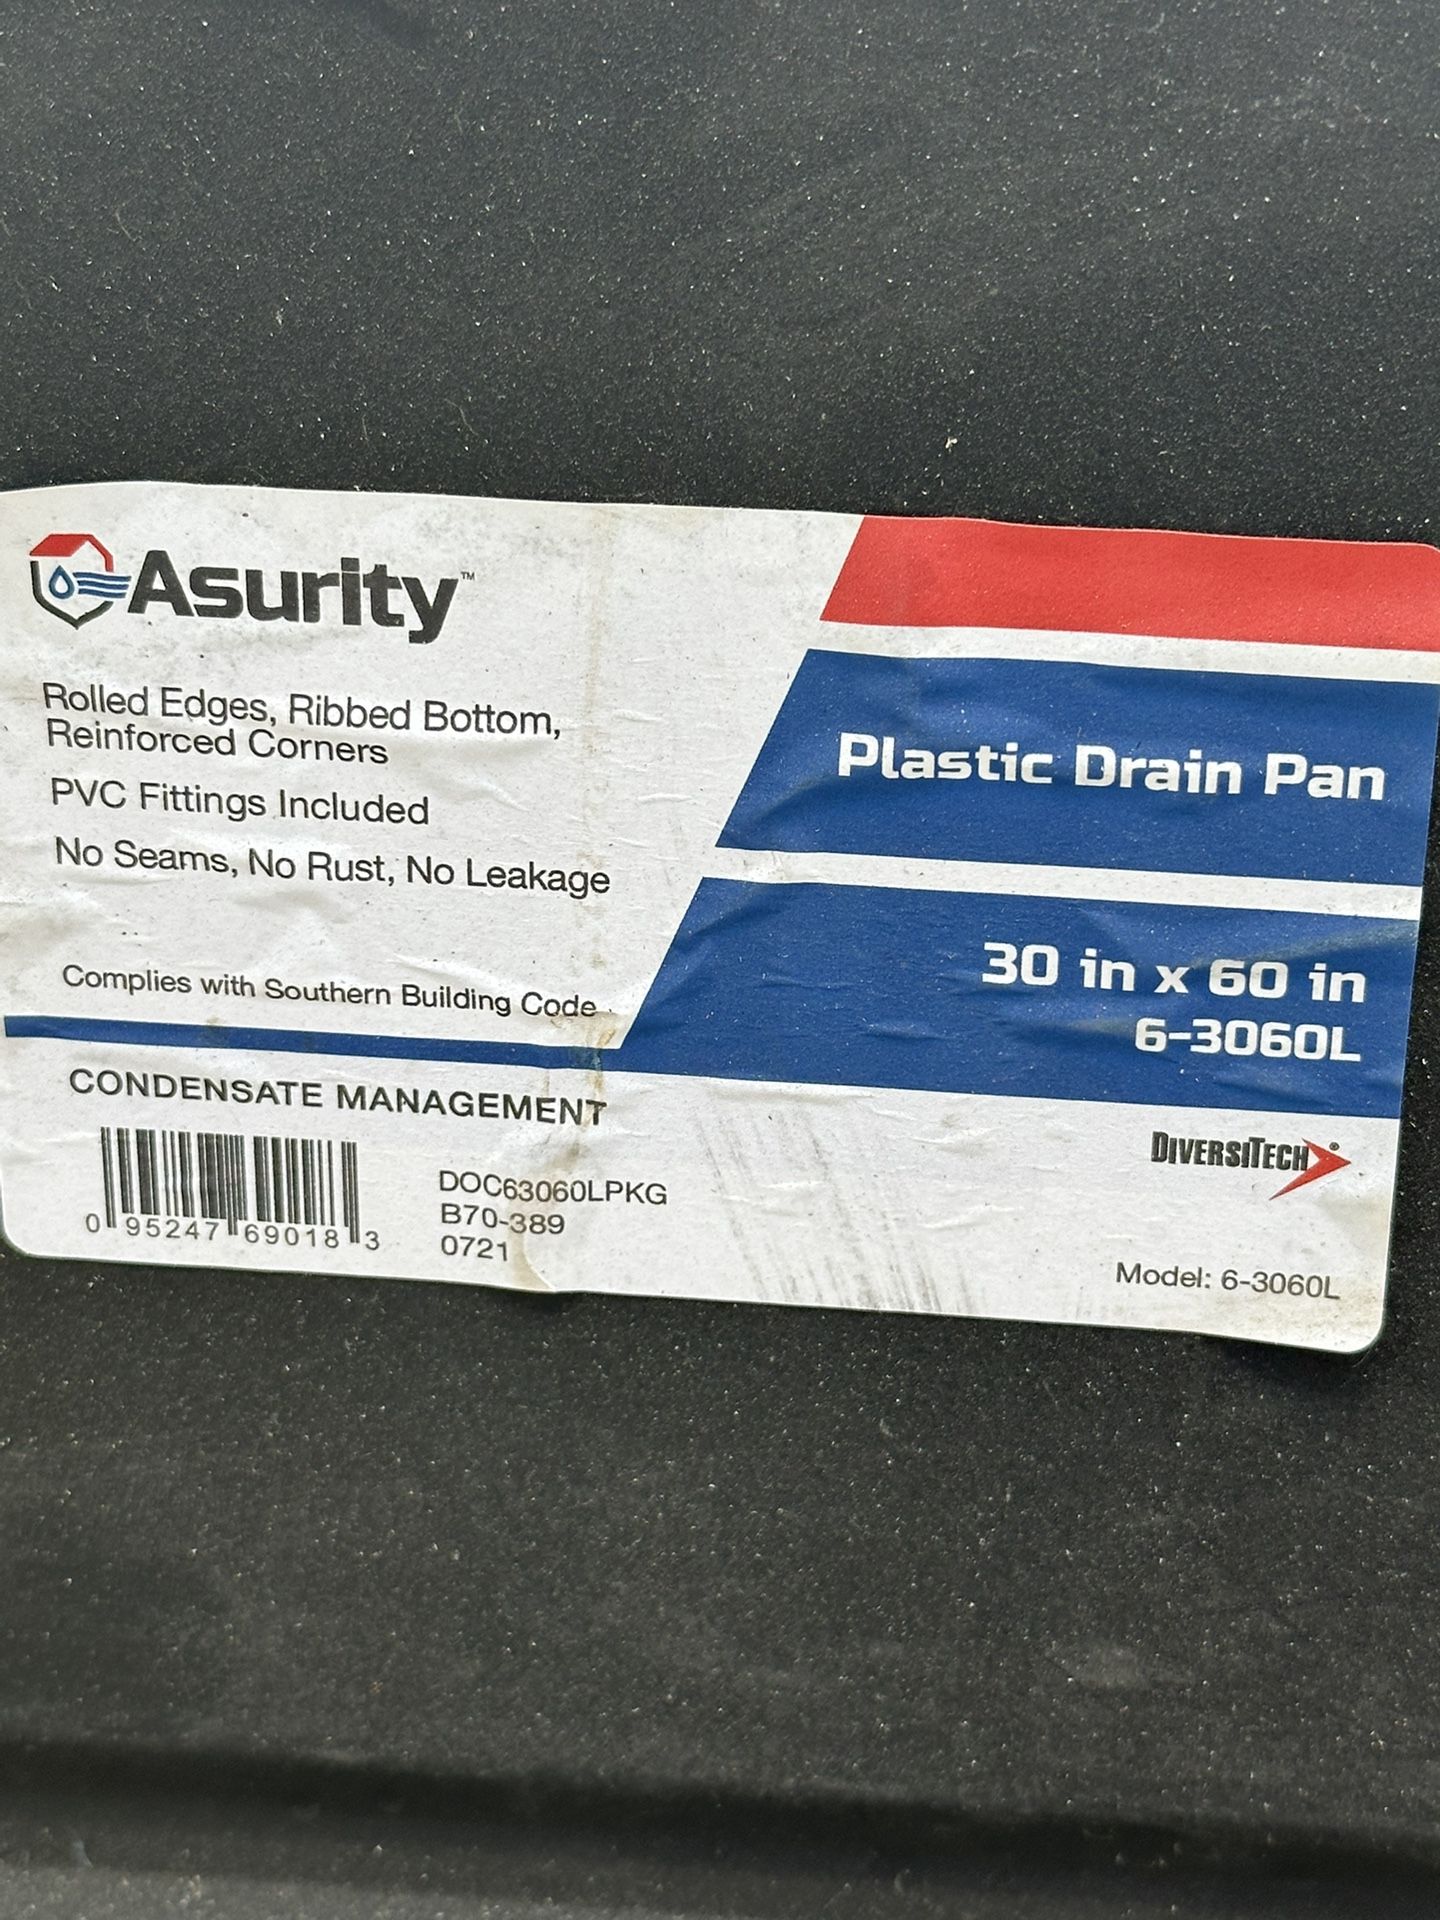 Asurity™
Rolled Edges, Ribbed Bottom,
Reinforced Corners
PVC Fittings Included
No Seams, No Rust, No Leakage
Complies with Southern Building Code
Plastic Drain Pan
30 in x 60 in
6-3060L
CONDENSATE MANAGEMENT
0 95247 69018 3
DOC63060LPKG
B70-389
0721
DIVERSITECH®
Model: 6-3060L